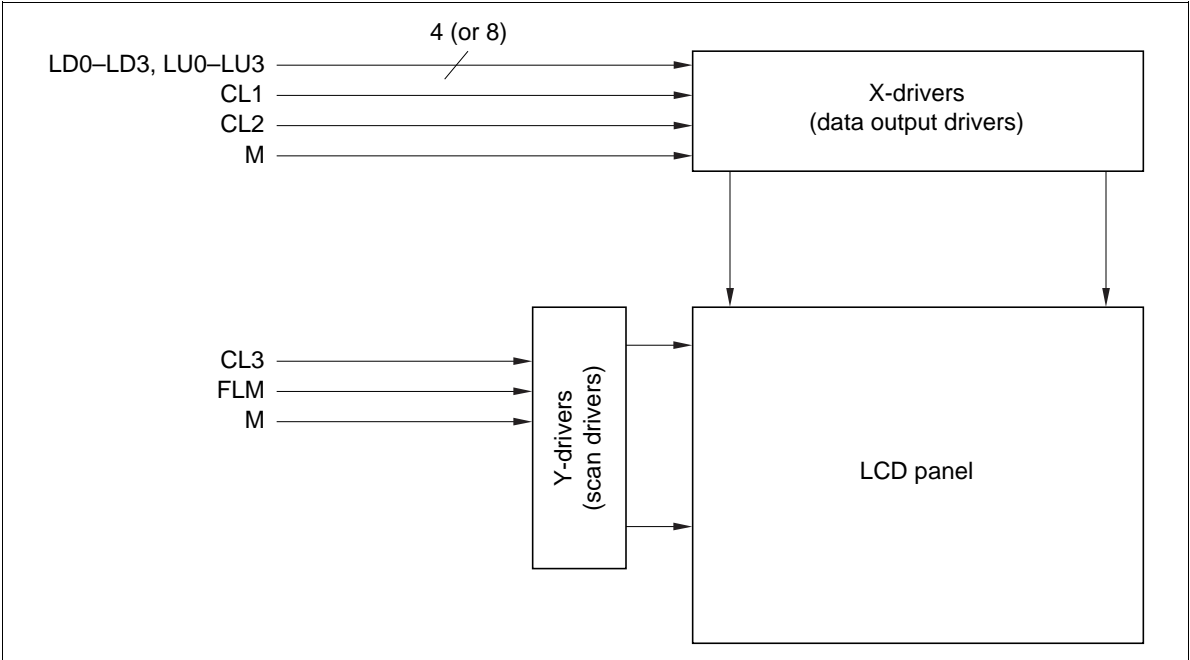 4 (or 8)
LD0–LD3, LU0–LU3
CL1
CL2
M
X-drivers
(data output drivers)
CL3
FLM
M
Y-drivers
(scan drivers)
LCD panel